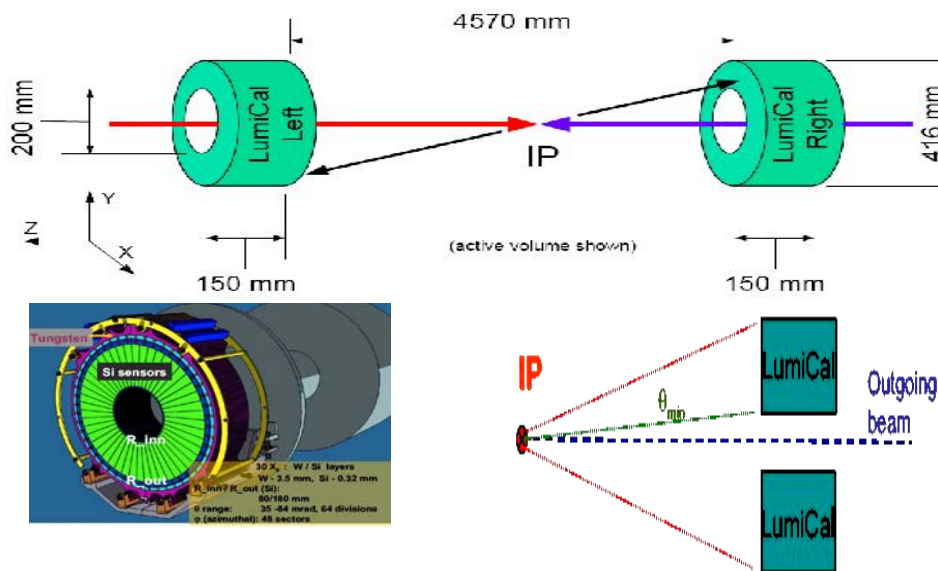 4570 mm
200 mm
LumiCal
Left
LumiCal
Right
416 mm
IP
Y
Z
X
(active volume shown)
150 mm
150 mm
Tungsten
Si sensors
R_inn
R_out
30 X₀ : W / Si layers
W - 3.5 mm, Si - 0.32 mm
R_inn / R_out (Si):
80/180 mm
θ range: 35 -84 mrad, 64 divisions
φ (azimuthal): 48 sectors
IP
θmin
LumiCal
Outgoing
beam
LumiCal